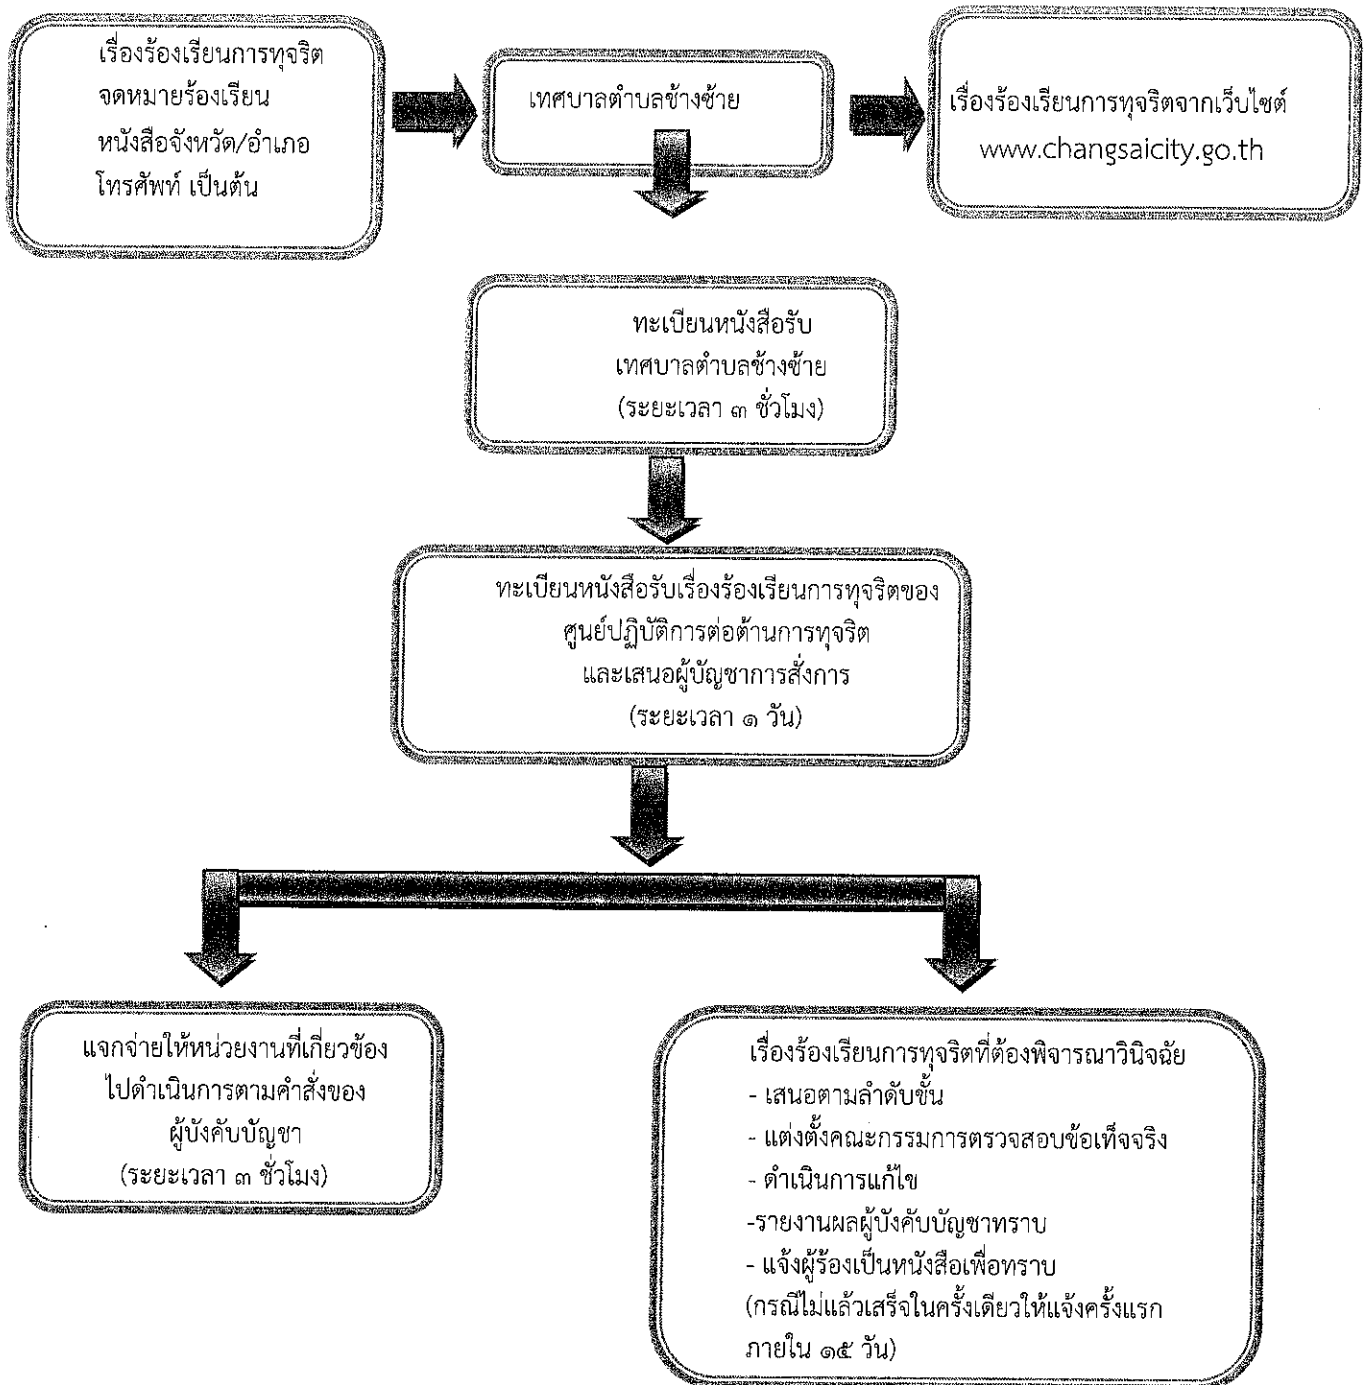 เรื่องร้องเรียนการทุจริต
จดหมายร้องเรียน
หนังสือจังหวัด/อำเภอ
โทรศัพท์ เป็นต้น
เทศบาลตำบลช้างซ้าย
เรื่องร้องเรียนการทุจริตจากเว็บไซต์
www.changsaicity.go.th
ทะเบียนหนังสือรับ
เทศบาลตำบลช้างซ้าย
(ระยะเวลา ๓ ชั่วโมง)
ทะเบียนหนังสือรับเรื่องร้องเรียนการทุจริตของ
ศูนย์ปฏิบัติการต่อต้านการทุจริต
และเสนอผู้บัญชาการสั่งการ
(ระยะเวลา ๑ วัน)
แจกจ่ายให้หน่วยงานที่เกี่ยวข้อง
ไปดำเนินการตามคำสั่งของ
ผู้บังคับบัญชา
(ระยะเวลา ๓ ชั่วโมง)
เรื่องร้องเรียนการทุจริตที่ต้องพิจารณาวินิจฉัย
- เสนอตามลำดับชั้น
- แต่งตั้งคณะกรรมการตรวจสอบข้อเท็จจริง
- ดำเนินการแก้ไข
-รายงานผลผู้บังคับบัญชาทราบ
- แจ้งผู้ร้องเป็นหนังสือเพื่อทราบ
(กรณีไม่แล้วเสร็จในครั้งเดียวให้แจ้งครั้งแรก
ภายใน ๑๕ วัน)